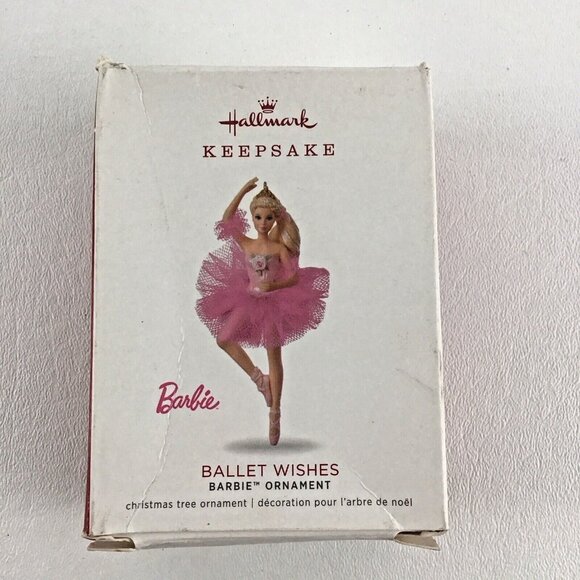 Hallmark
KEEPSAKE
Barbie
BALLET WISHES
BARBIE™ ORNAMENT
christmas tree ornament | décoration pour l'arbre de noël